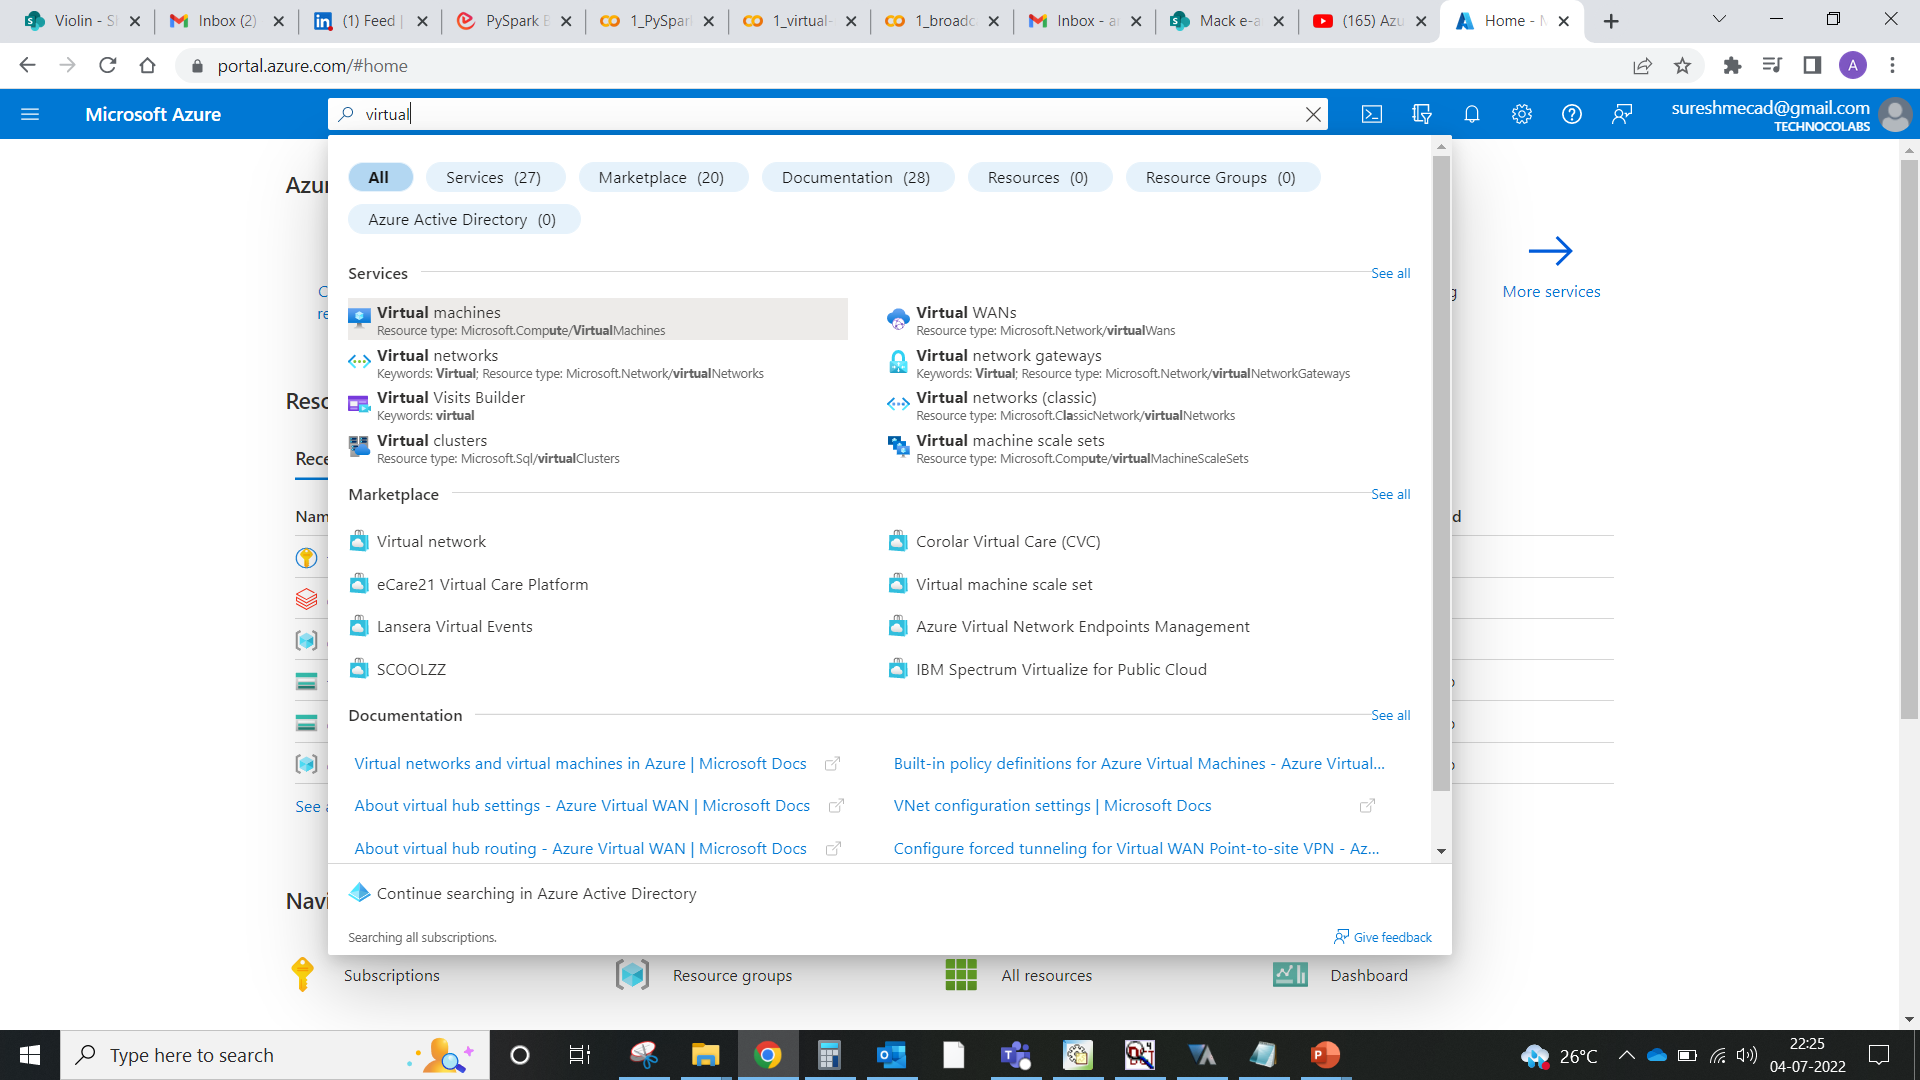 Violin - S
Inbox (2)
(1) Feed |
PySpark B
1_PySpar
1_virtual-
1_broadc
Inbox - a
Mack e-a
(165) Azu
Home - M
portal.azure.com/#home
A
Microsoft Azure
virtual
sureshmecad@gmail.com
TECHNOCOLABS
All
Services (27)
Marketplace (20)
Documentation (28)
Resources (0)
Resource Groups (0)
Azure Active Directory (0)
Services
See all
More services
Virtual machines
Resource type: Microsoft.Compute/VirtualMachines
Virtual WANs
Resource type: Microsoft.Network/virtualWans
Virtual networks
Keywords: Virtual; Resource type: Microsoft.Network/virtualNetworks
Virtual network gateways
Keywords: Virtual; Resource type: Microsoft.Network/virtualNetworkGateways
Virtual Visits Builder
Keywords: virtual
Virtual networks (classic)
Resource type: Microsoft.ClassicNetwork/virtualNetworks
Virtual clusters
Resource type: Microsoft.Sql/virtualClusters
Virtual machine scale sets
Resource type: Microsoft.Compute/virtualMachineScaleSets
Marketplace
See all
Virtual network
Corolar Virtual Care (CVC)
eCare21 Virtual Care Platform
Virtual machine scale set
Lansera Virtual Events
Azure Virtual Network Endpoints Management
SCOOLZZ
IBM Spectrum Virtualize for Public Cloud
Documentation
See all
Virtual networks and virtual machines in Azure | Microsoft Docs
Built-in policy definitions for Azure Virtual Machines - Azure Virtual...
About virtual hub settings - Azure Virtual WAN | Microsoft Docs
VNet configuration settings | Microsoft Docs
About virtual hub routing - Azure Virtual WAN | Microsoft Docs
Configure forced tunneling for Virtual WAN Point-to-site VPN - Az...
Continue searching in Azure Active Directory
Searching all subscriptions.
Give feedback
Azur
Reso
Rece
Nam
See a
Navi
Subscriptions
Resource groups
All resources
Dashboard
Type here to search
26°C
22:25
04-07-2022